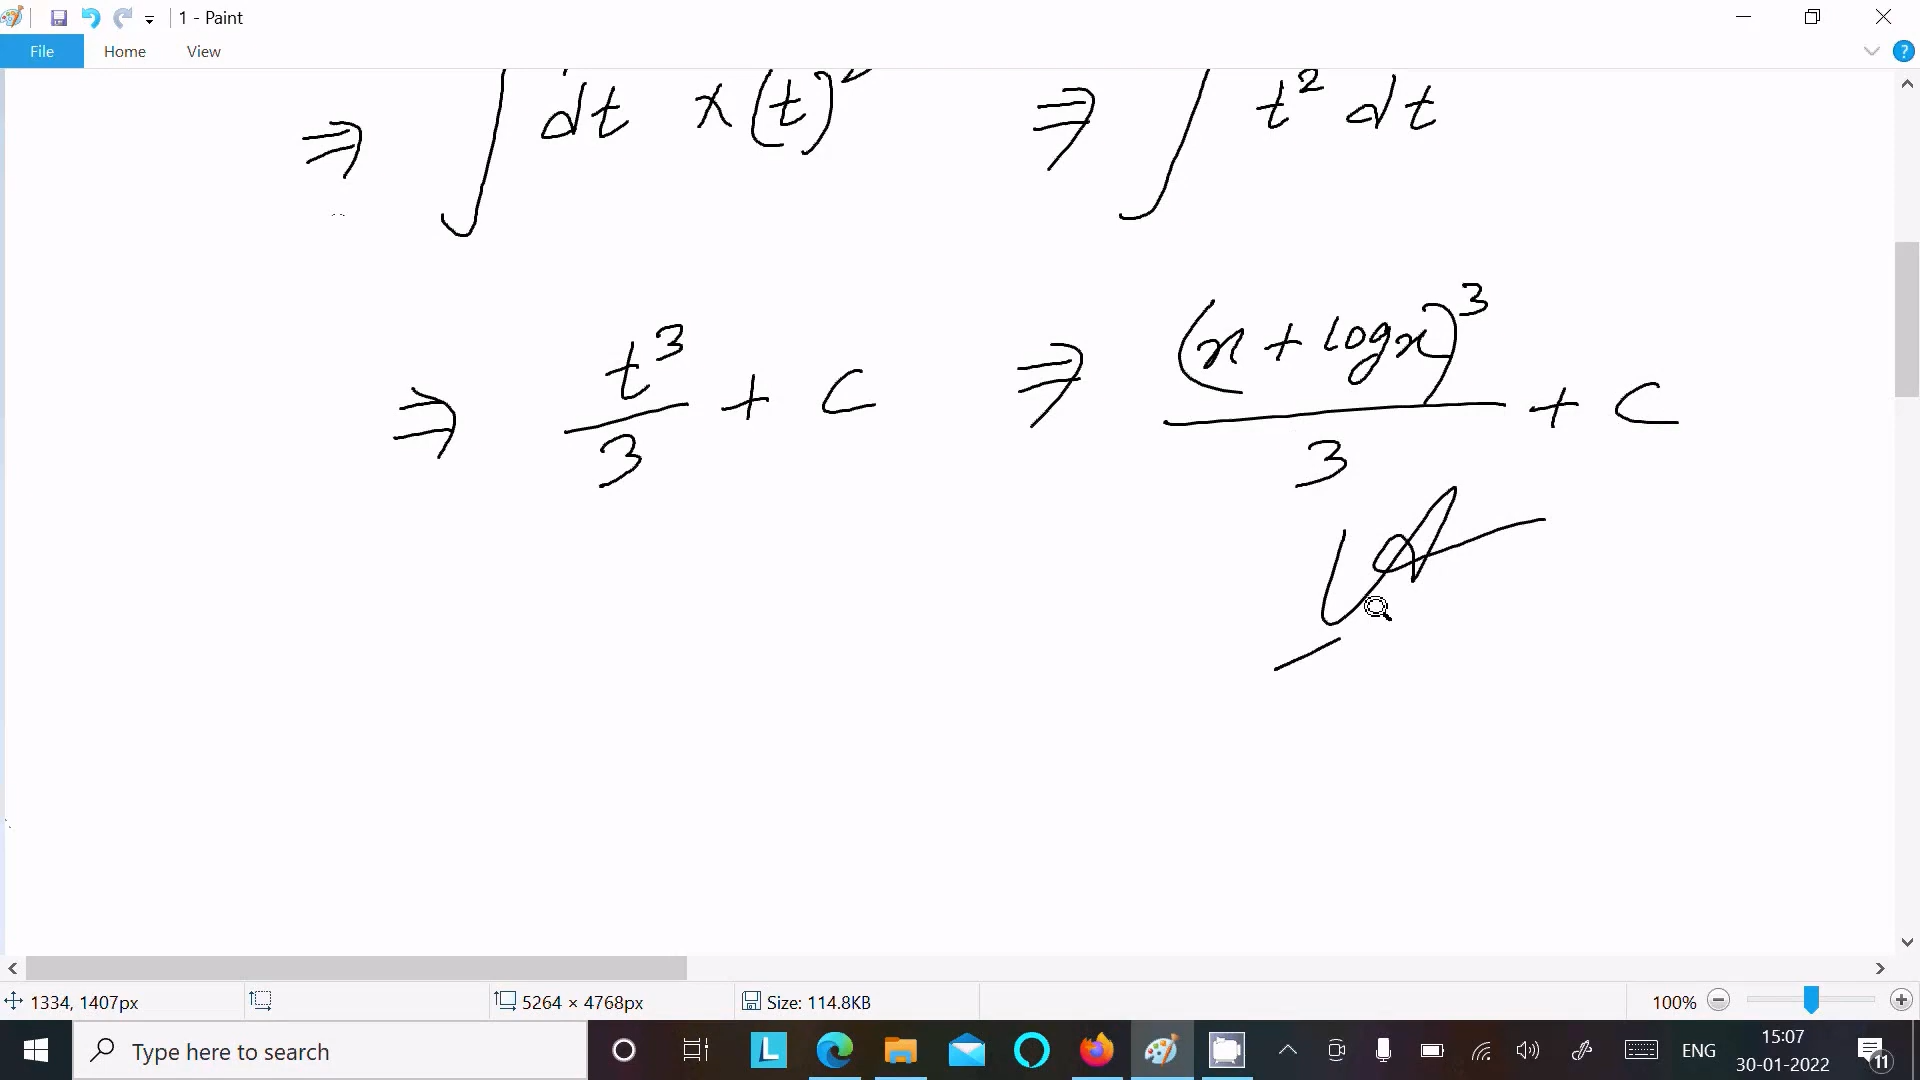 1 - Paint
File Home View
⇒ ∫ dt x (t)² ⇒ ∫ t² dt
⇒ t³/3 + C ⇒ (x + logx)³/3 + C
1334, 1407px 5264 × 4768px Size: 114.8KB 100%
Type here to search
L
ENG
15:07
30-01-2022
11